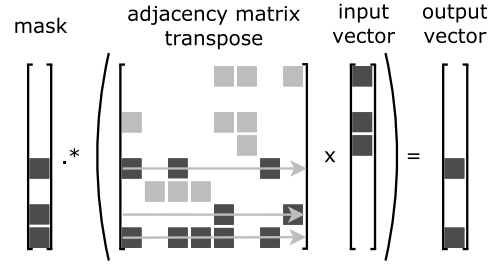 mask
adjacency matrix
transpose
input
vector
output
vector
.*
x
=